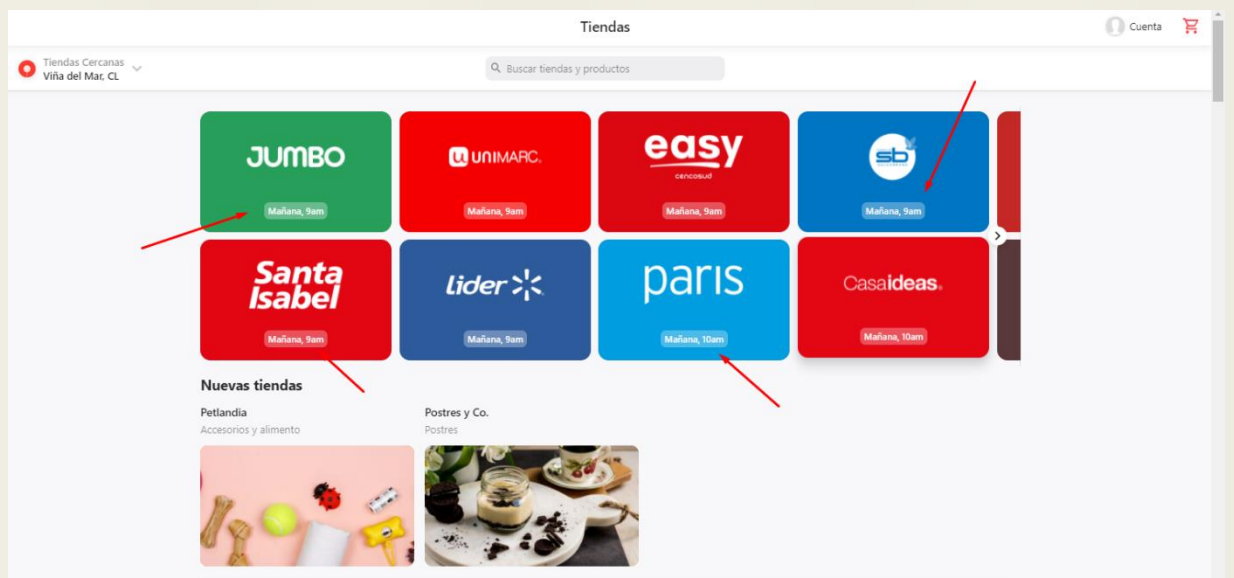 Tiendas
Cuenta
Tiendas Cercanas
Viña del Mar, CL
Buscar tiendas y productos
JUMBO
Mañana, 9am
u UNIMARC.
Mañana, 9am
easy
cencosud
Mañana, 9am
sb
Mañana, 9am
Santa
Isabel
Mañana, 9am
lider
Mañana, 9am
paris
Mañana, 10am
Casaideas.
Mañana, 10am
Nuevas tiendas
Petlandia
Accesorios y alimento
Postres y Co.
Postres